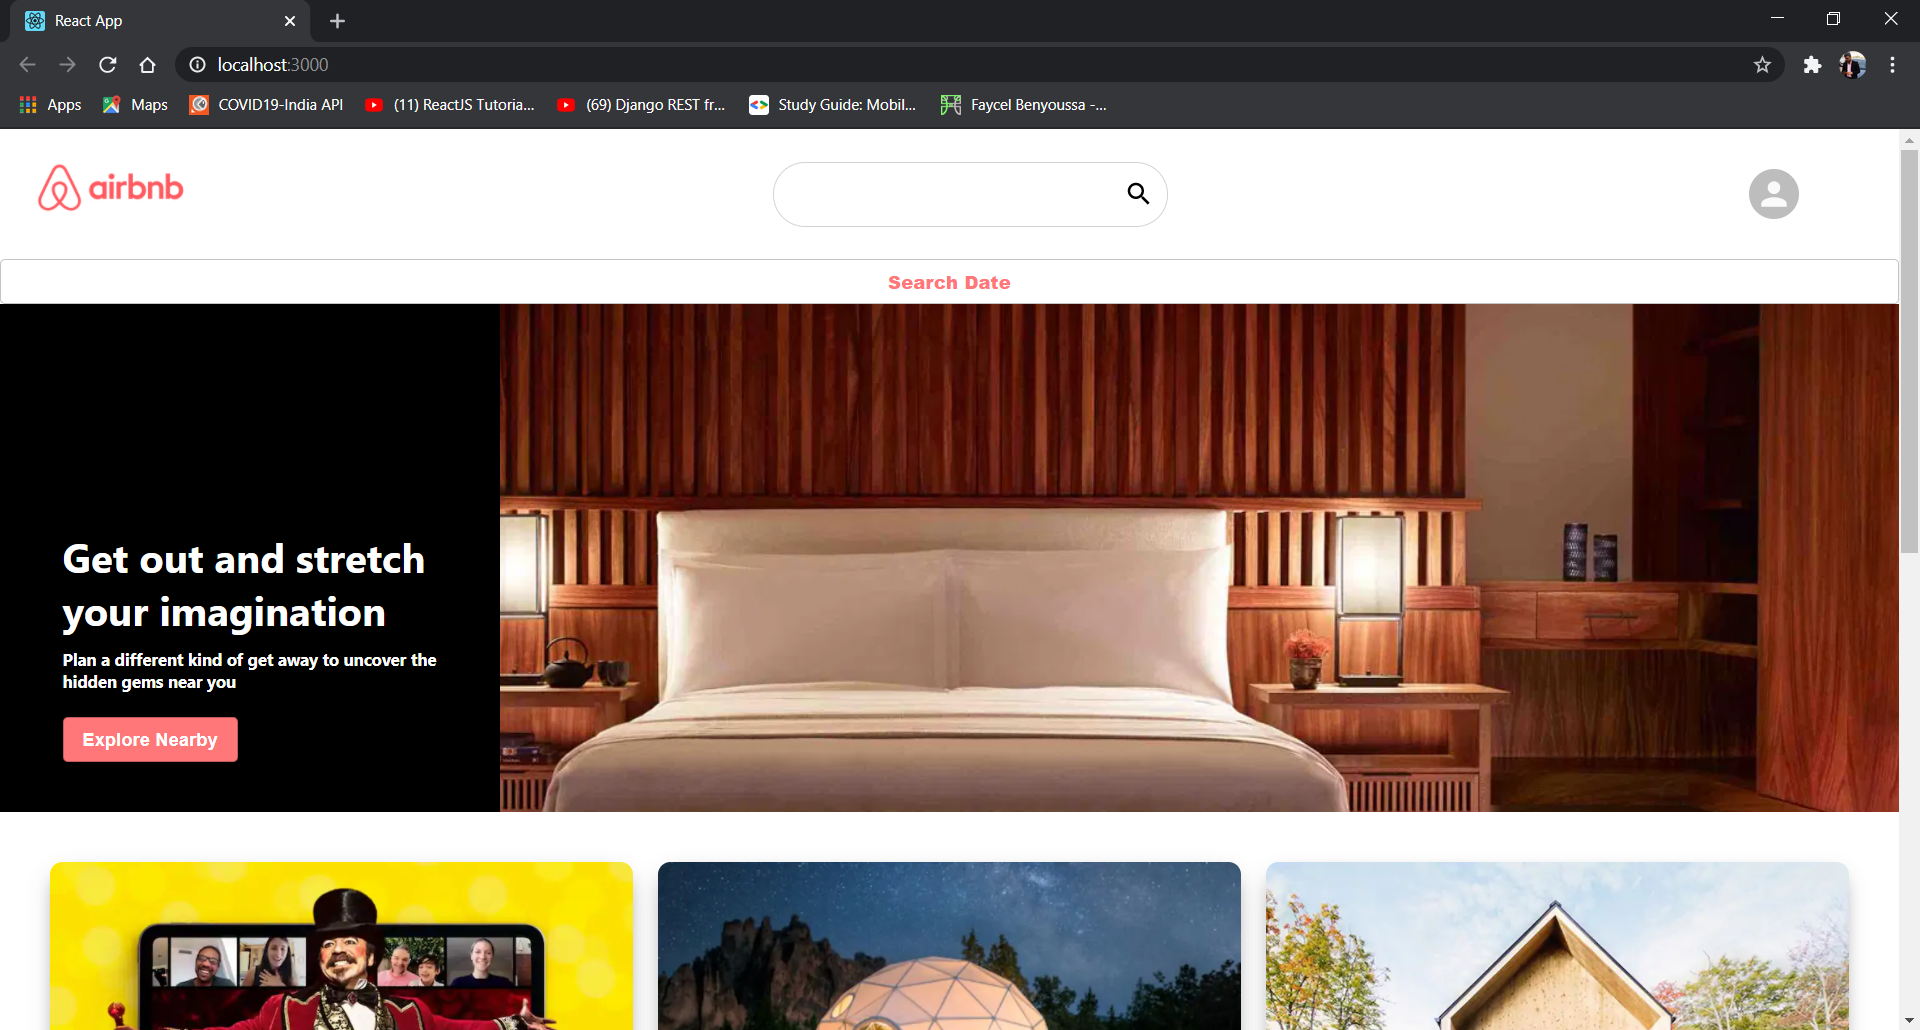 React App
localhost:3000
Apps
Maps
COVID19-India API
(11) ReactJS Tutoria...
(69) Django REST fr...
Study Guide: Mobil...
Faycel Benyoussa -...
airbnb
Search Date
Get out and stretch
your imagination
Plan a different kind of get away to uncover the
hidden gems near you
Explore Nearby